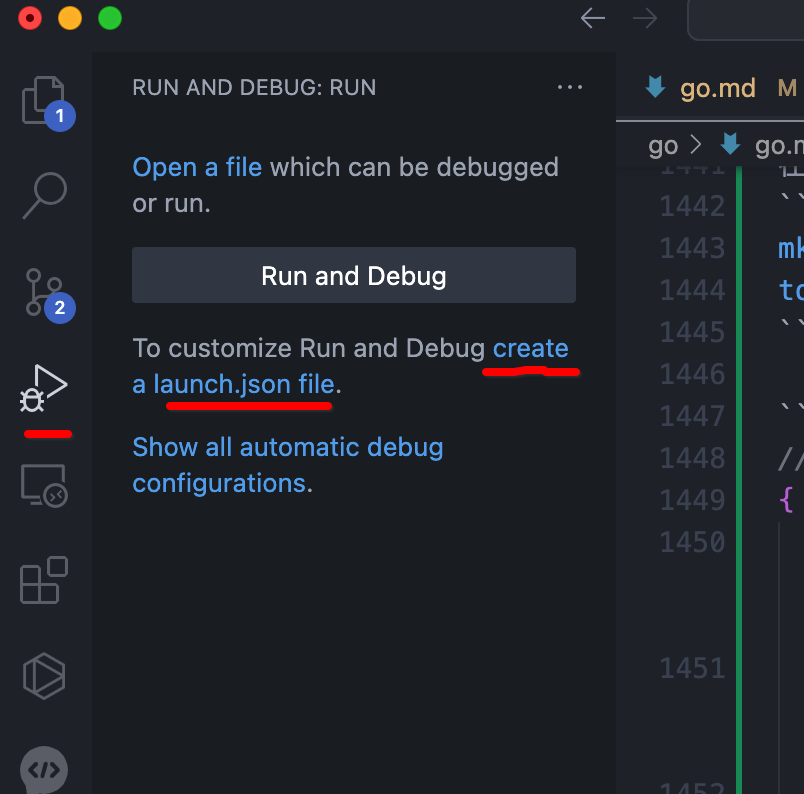 RUN AND DEBUG: RUN
go.md M
1
Open a file which can be debugged
or run.
go > go.m
1441
1442 ``
Run and Debug
1443 mk
1444 to
2
To customize Run and Debug create
a launch.json file.
1445 ``
1446
1447 ``
Show all automatic debug
configurations.
1448 //
1449 {
1450
1451
1452